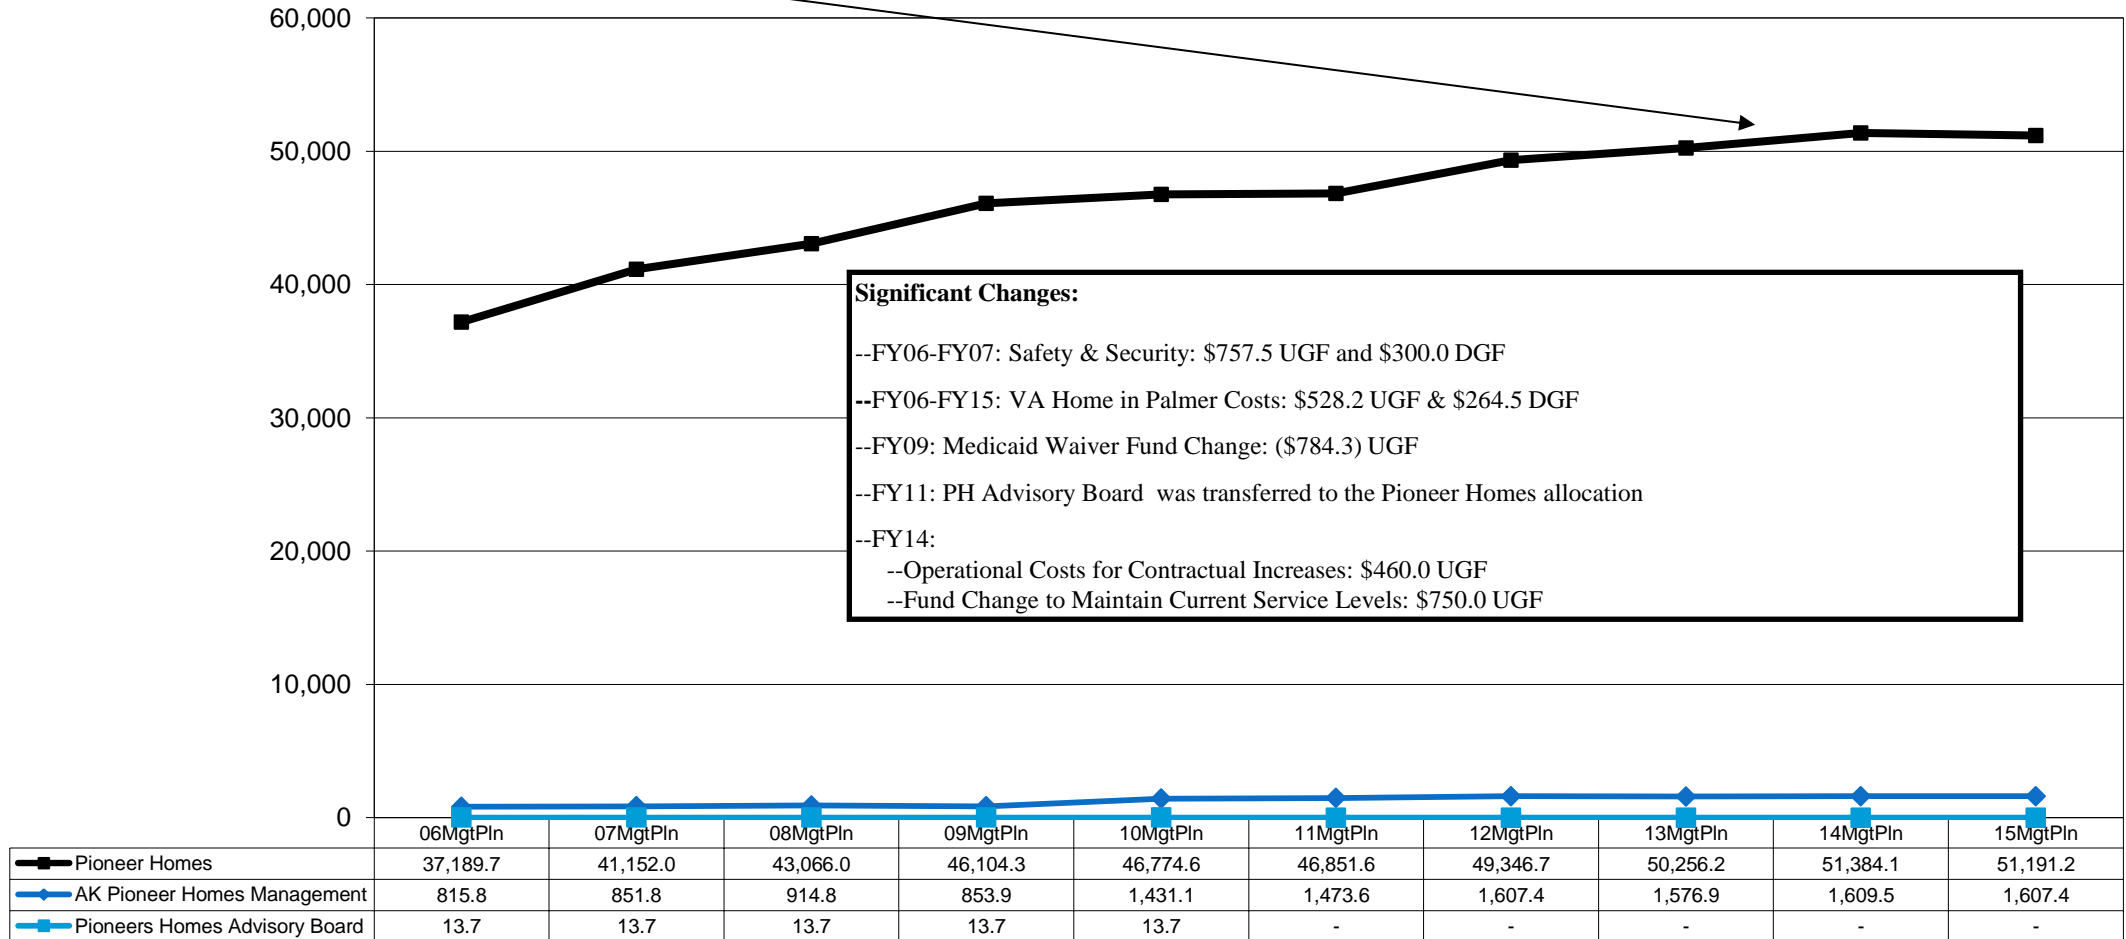 60,000
50,000
40,000
30,000
20,000
10,000
0
Significant Changes:
--FY06-FY07: Safety & Security: $757.5 UGF and $300.0 DGF
--FY06-FY15: VA Home in Palmer Costs: $528.2 UGF & $264.5 DGF
--FY09: Medicaid Waiver Fund Change: ($784.3) UGF
--FY11: PH Advisory Board was transferred to the Pioneer Homes allocation
--FY14:
--Operational Costs for Contractual Increases: $460.0 UGF
--Fund Change to Maintain Current Service Levels: $750.0 UGF
06MgtPln 07MgtPln 08MgtPln 09MgtPln 10MgtPln 11MgtPln 12MgtPln 13MgtPln 14MgtPln 15MgtPln
Pioneer Homes 37,189.7 41,152.0 43,066.0 46,104.3 46,774.6 46,851.6 49,346.7 50,256.2 51,384.1 51,191.2
AK Pioneer Homes Management 815.8 851.8 914.8 853.9 1,431.1 1,473.6 1,607.4 1,576.9 1,609.5 1,607.4
Pioneers Homes Advisory Board 13.7 13.7 13.7 13.7 13.7 - - - - -